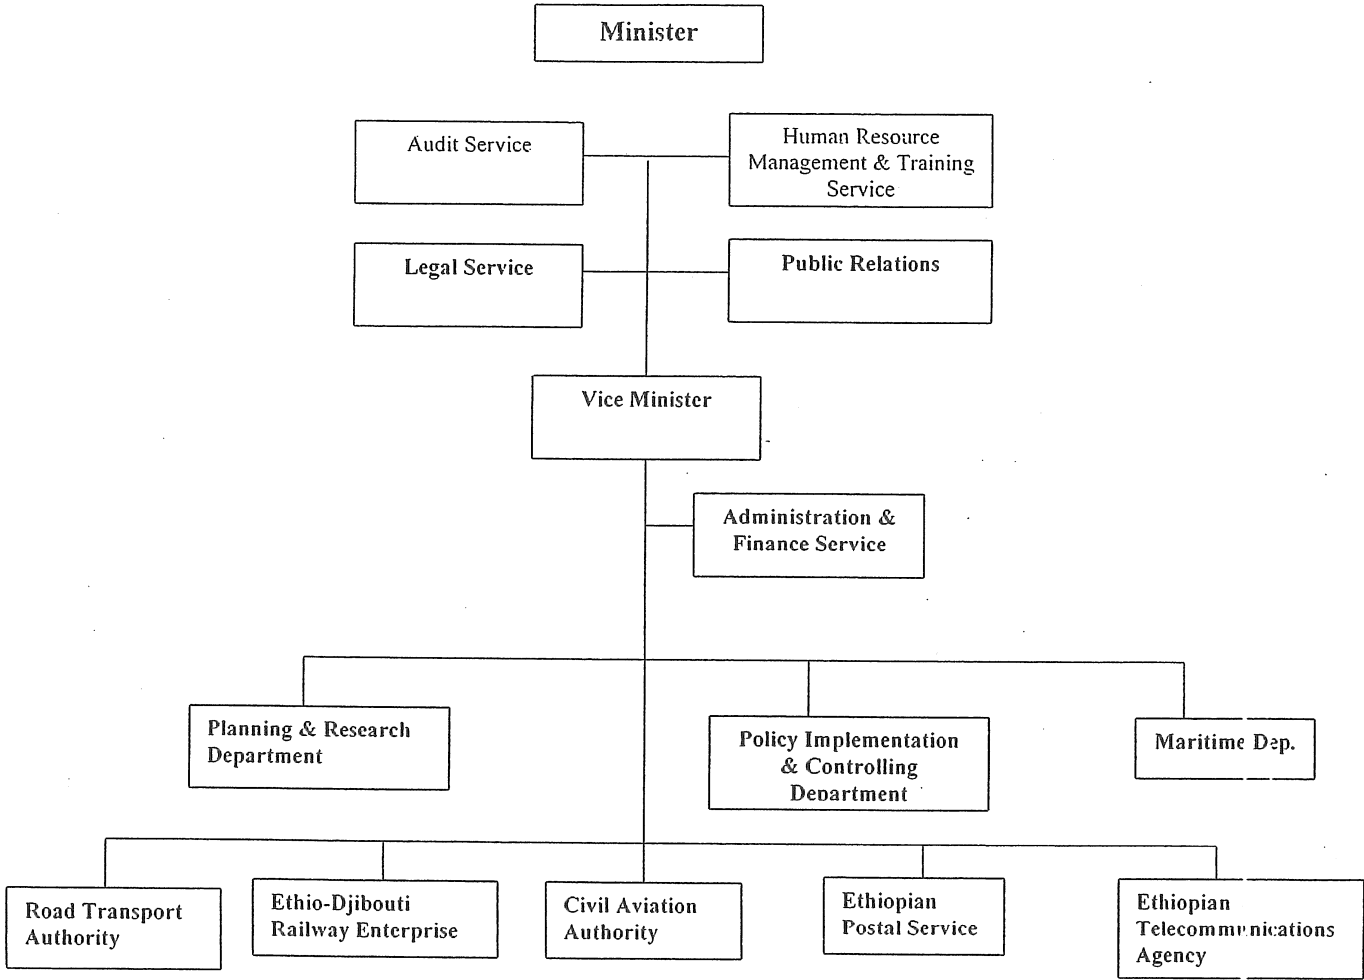 Minister
Audit Service
Human Resource
Management & Training
Service
Legal Service
Public Relations
Vice Minister
Administration &
Finance Service
Planning & Research
Department
Policy Implementation
& Controlling
Department
Maritime Dep.
Road Transport
Authority
Ethio-Djibouti
Railway Enterprise
Civil Aviation
Authority
Ethiopian
Postal Service
Ethiopian
Telecommunications
Agency